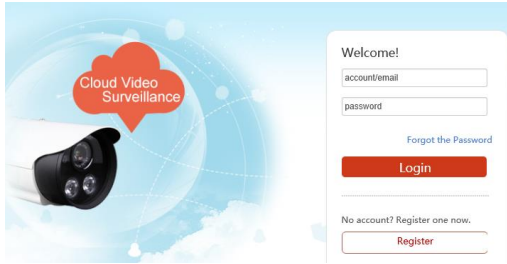 Cloud Video
Surveillance
Welcome!
account/email
password
Forgot the Password
Login
No account? Register one now.
Register